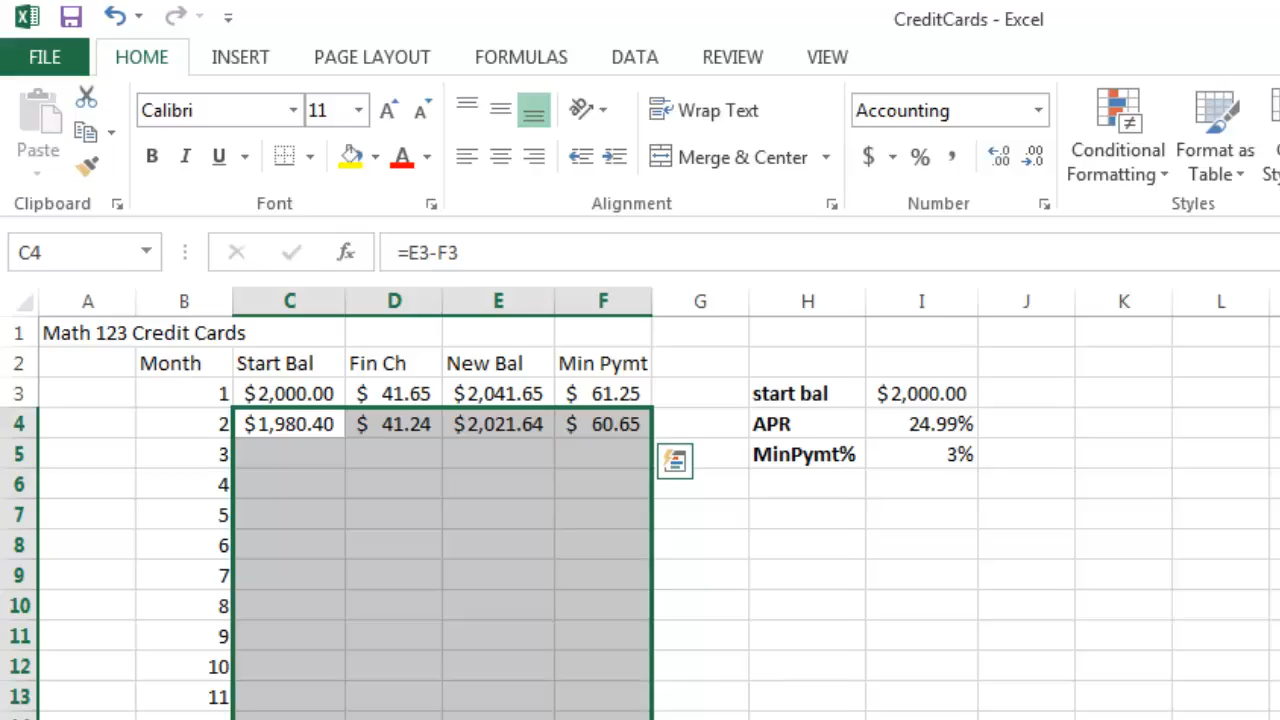 CreditCards - Excel
FILE HOME INSERT PAGE LAYOUT FORMULAS DATA REVIEW VIEW
Calibri 11 Wrap Text Accounting
Paste B I U A Merge & Center $ % , Conditional Formatting Format as Table
Clipboard Font Alignment Number Styles
C4 fx =E3-F3
A B C D E F G H I J K L
1 Math 123 Credit Cards
2 Month Start Bal Fin Ch New Bal Min Pymt
3 1 $2,000.00 $ 41.65 $2,041.65 $ 61.25 start bal $2,000.00
4 2 $1,980.40 $ 41.24 $2,021.64 $ 60.65 APR 24.99%
5 3 MinPymt% 3%
6 4
7 5
8 6
9 7
10 8
11 9
12 10
13 11